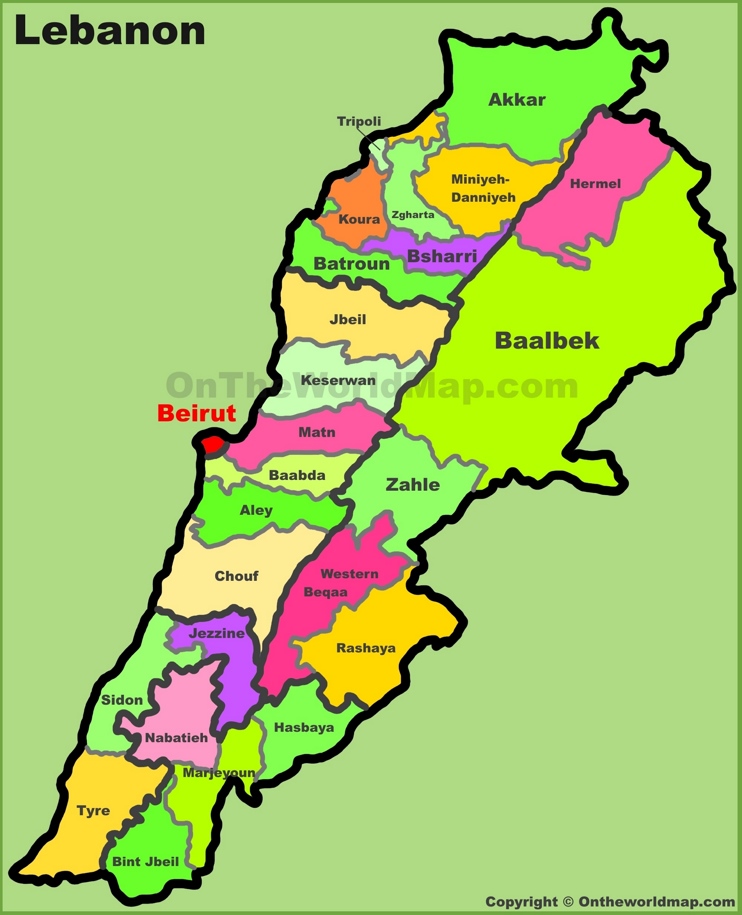 Lebanon
Akkar
Tripoli
Miniyeh-
Danniyeh
Hermel
Koura
Zgharta
Batroun
Bsharri
Jbeil
Baalbek
Keserwan
OnTheWorldMap.com
Beirut
Matn
Baabda
Zahle
Aley
Chouf
Western
Beqaa
Jezzine
Rashaya
Sidon
Nabatieh
Hasbaya
Marjeyoun
Tyre
Bint Jbeil
Copyright © Ontheworldmap.com